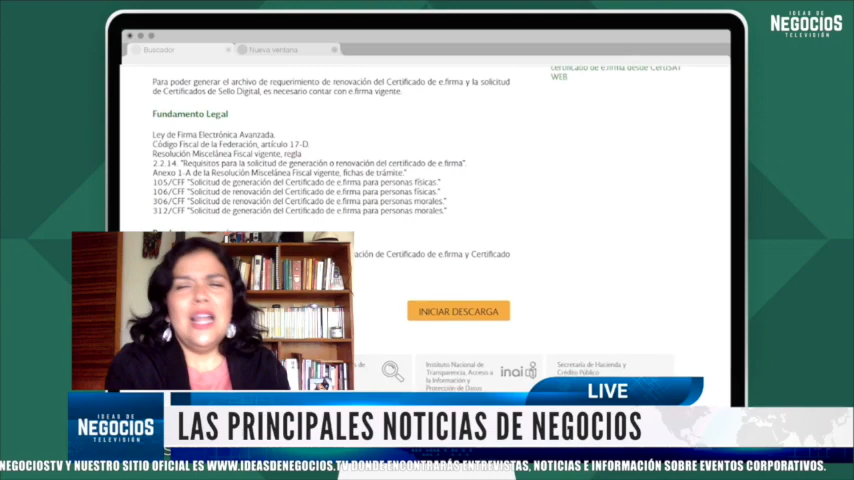 IDEAS DE
NEGOCIOS
TELEVISIÓN
Buscador
Nueva ventana
certificado de e.firma desde CertiSAT
WEB
Para poder generar el archivo de requerimiento de renovación del Certificado de e.firma y la solicitud
de Certificados de Sello Digital, es necesario contar con e.firma vigente.
Fundamento Legal
Ley de Firma Electrónica Avanzada.
Código Fiscal de la Federación, artículo 17-D.
Resolución Miscelánea Fiscal vigente, regla
2.2.14. "Requisitos para la solicitud de generación o renovación del certificado de e.firma".
Anexo 1-A de la Resolución Miscelánea Fiscal vigente, fichas de trámite."
105/CFF "Solicitud de generación del Certificado de e.firma para personas físicas."
106/CFF "Solicitud de renovación del Certificado de e.firma para personas físicas."
306/CFF "Solicitud de renovación del Certificado de e.firma para personas morales."
312/CFF "Solicitud de generación del Certificado de e.firma para personas morales."
ación de Certificado de e.firma y Certificado
INICIAR DESCARGA
de
Instituto Nacional de
Transparencia, Acceso a
la Información y
Protección de Datos
inai
Secretaría de Hacienda y
Crédito Público
LIVE
IDEAS DE
NEGOCIOS
TELEVISIÓN
LAS PRINCIPALES NOTICIAS DE NEGOCIOS
NEGOCIOSTV Y NUESTRO SITIO OFICIAL ES WWW.IDEASDENEGOCIOS.TV DONDE ENCONTRARÁS ENTREVISTAS, NOTICIAS E INFORMACIÓN SOBRE EVENTOS CORPORATIVOS.